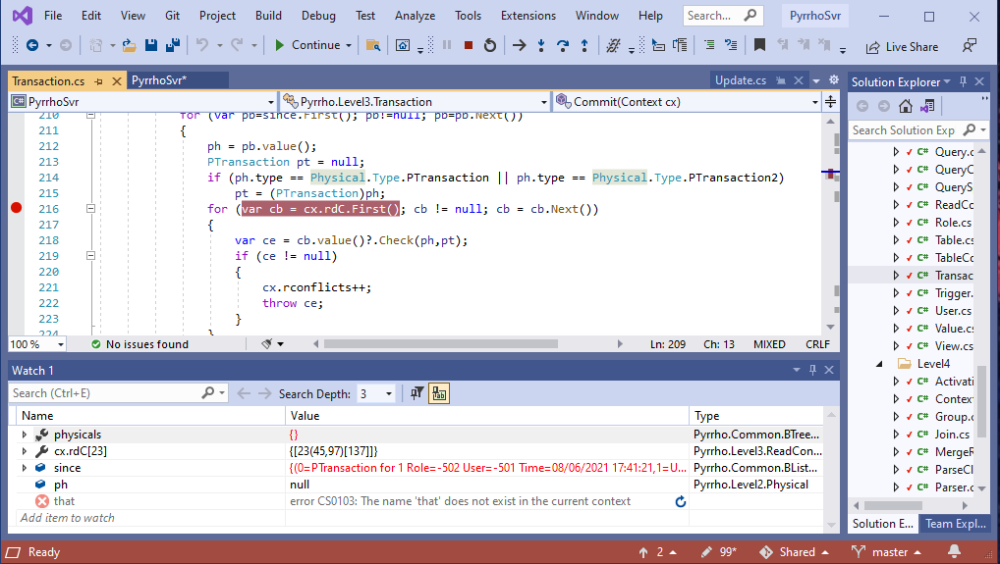 File Edit View Git Project Build Debug Test Analyze Tools Extensions Window Help Search... PyrrhoSvr
Continue Live Share
Transaction.cs PyrrhoSvr* Update.cs
PyrrhoSvr Pyrrho.Level3.Transaction Commit(Context cx)
210 for (var pb=since.First(); pb!=null; pb=pb.Next())
211 {
212 ph = pb.value();
213 PTransaction pt = null;
214 if (ph.type == Physical.Type.PTransaction || ph.type == Physical.Type.PTransaction2)
215 pt = (PTransaction)ph;
216 for (var cb = cx.rdC.First(); cb != null; cb = cb.Next())
217 {
218 var ce = cb.value()?.Check(ph,pt);
219 if (ce != null)
220 {
221 cx.rconflicts++;
222 throw ce;
223 }
224 }
100 % No issues found Ln: 209 Ch: 13 MIXED CRLF
Watch 1
Search (Ctrl+E) Search Depth: 3
Name Value Type
physicals {} Pyrrho.Common.BTree...
cx.rdC[23] {[23(45,97)[137]]} Pyrrho.Level3.ReadCon...
since {(0=PTransaction for 1 Role=-502 User=-501 Time=08/06/2021 17:41:21,1=U... Pyrrho.Common.BList...
ph null Pyrrho.Level2.Physical
that error CS0103: The name 'that' does not exist in the current context
Add item to watch
Solution Explorer
Search Solution Exp
C# Query.c
C# QueryC
C# QueryS
C# ReadCo
C# Role.cs
C# Table.cs
C# TableCo
C# Transac
C# Trigger.
C# User.cs
C# Value.cs
C# View.cs
Level4
C# Activati
C# Context
C# Group.c
C# Join.cs
C# MergeR
C# ParseCl
C# Parser.c
Solution E... Team Expl...
Ready 2 99* Shared master